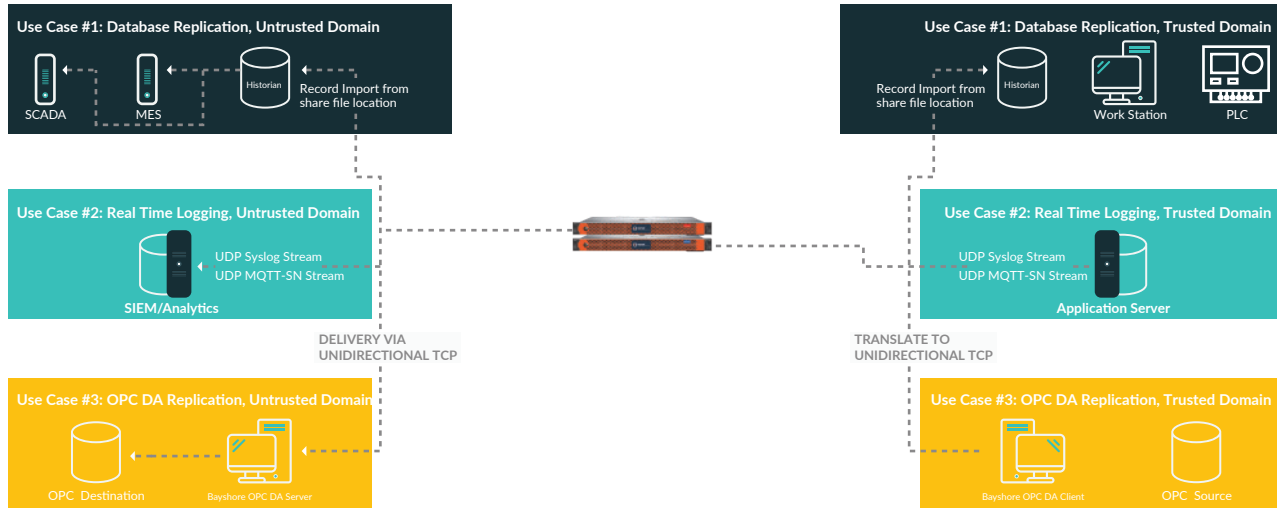 Use Case #1: Database Replication, Untrusted Domain
Historian
Record Import from
share file location
SCADA
MES
Use Case #1: Database Replication, Trusted Domain
Record Import from
share file location
Historian
Work Station
PLC
Use Case #2: Real Time Logging, Untrusted Domain
UDP Syslog Stream
UDP MQTT-SN Stream
SIEM/Analytics
Use Case #2: Real Time Logging, Trusted Domain
UDP Syslog Stream
UDP MQTT-SN Stream
Application Server
DELIVERY VIA
UNIDIRECTIONAL TCP
TRANSLATE TO
UNIDIRECTIONAL TCP
Use Case #3: OPC DA Replication, Untrusted Domain
OPC Destination
Bayshore OPC DA Server
Use Case #3: OPC DA Replication, Trusted Domain
Bayshore OPC DA Client
OPC Source